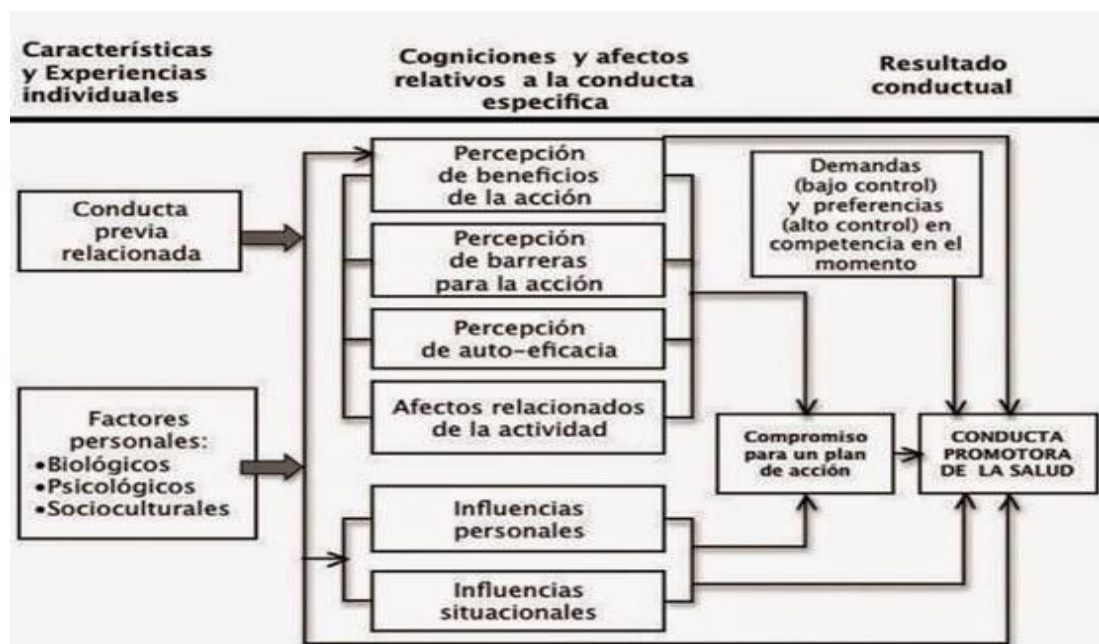 Características
y Experiencias
individuales
Cogniciones y afectos
relativos a la conducta
especifica
Resultado
conductual
Conducta
previa
relacionada
Factores
personales:
•Biológicos
•Psicológicos
•Socioculturales
Percepción
de beneficios
de la acción
Percepción
de barreras
para la acción
Percepción
de auto-eficacia
Afectos relacionados
de la actividad
Influencias
personales
Influencias
situacionales
Demandas
(bajo control)
y preferencias
(alto control) en
competencia en el
momento
Compromiso
para un plan
de acción
CONDUCTA
PROMOTORA
DE LA SALUD